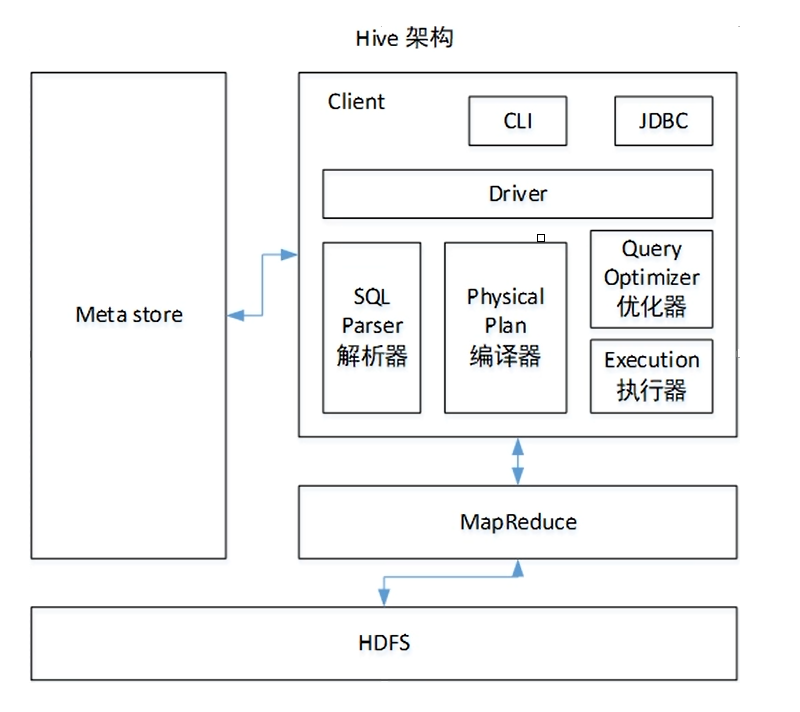 Hive 架构
Client
CLI
JDBC
Driver
Meta store
SQL
Parser
解析器
Physical
Plan
编译器
Query
Optimizer
优化器
Execution
执行器
MapReduce
HDFS